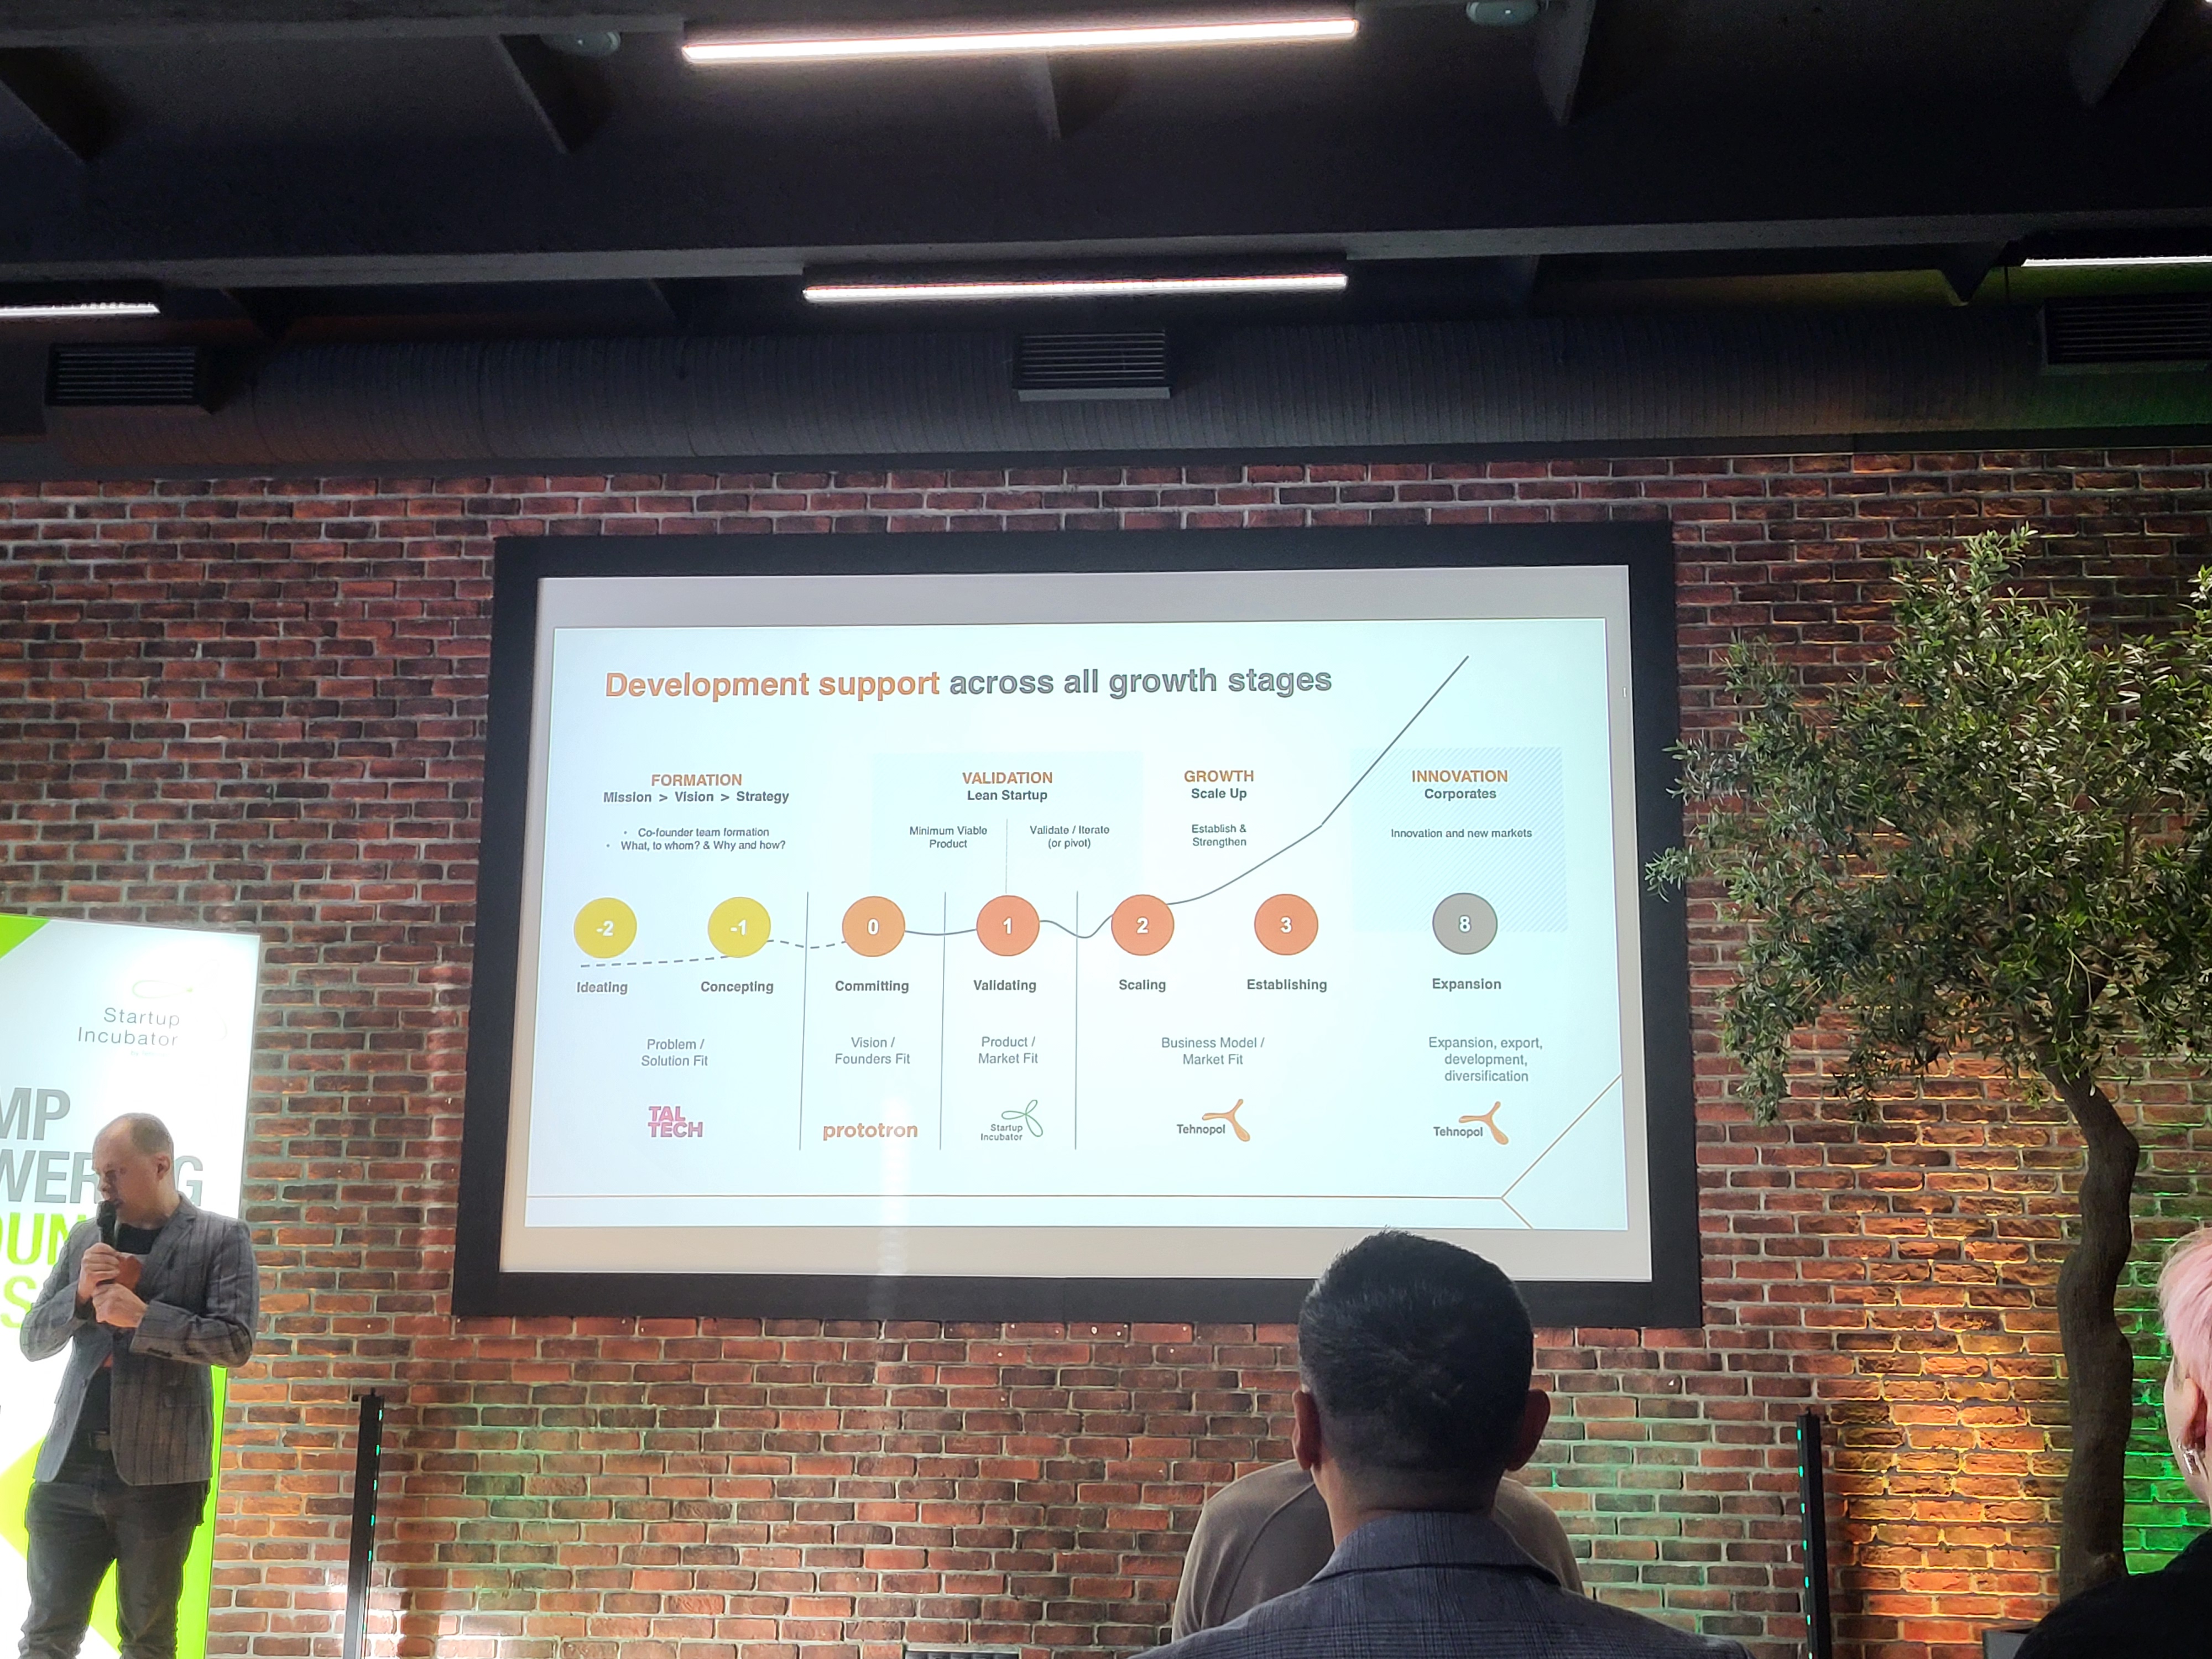 Development support across all growth stages
FORMATION
Mission > Vision > Strategy
• Co-founder team formation
• What, to whom? & Why and how?
VALIDATION
Lean Startup
Minimum Viable
Product
Validate / Iterate
(or pivot)
GROWTH
Scale Up
Establish &
Strengthen
INNOVATION
Corporates
Innovation and new markets
-2
-1
0
1
2
3
8
Ideating
Concepting
Committing
Validating
Scaling
Establishing
Expansion
Problem /
Solution Fit
Vision /
Founders Fit
Product /
Market Fit
Business Model /
Market Fit
Expansion, export,
development,
diversification
TAL
TECH
prototron
Startup
Incubator
Tehnopol
Tehnopol
Startup
Incubator
MP
WER G
OUN
S